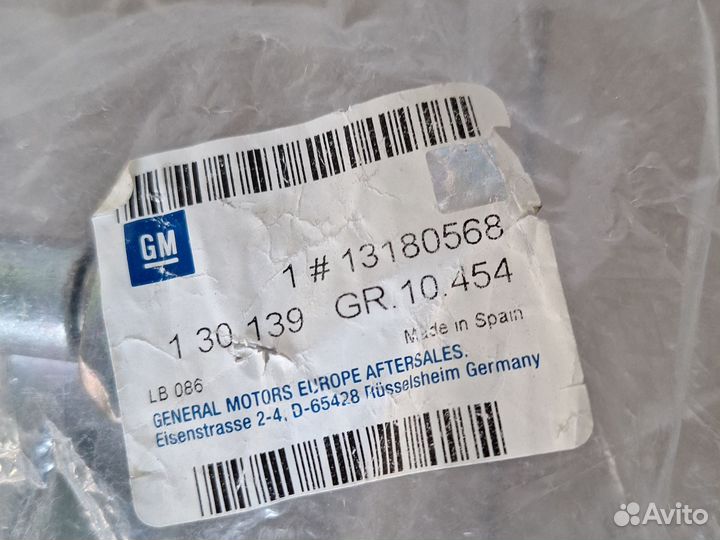 GM
1 # 13180568
1 30 139 GR.10.454
Made in Spain
LB 086
GENERAL MOTORS EUROPE AFTERSALES.
Eisenstrasse 2-4, D-65428 Rüsselsheim Germany
Avito